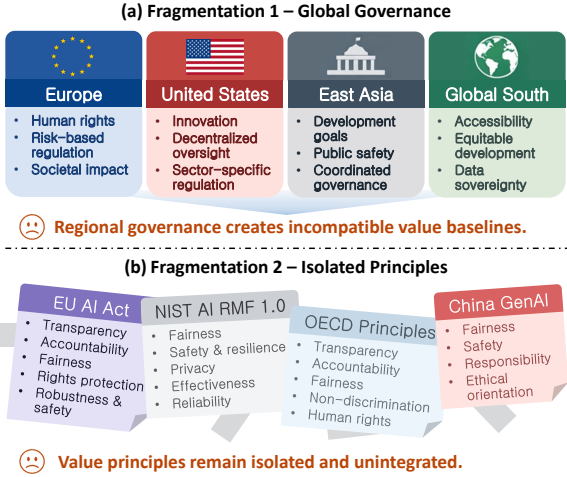 (a) Fragmentation 1 – Global Governance
Europe
• Human rights
• Risk-based
regulation
• Societal impact
United States
• Innovation
• Decentralized
oversight
• Sector-specific
regulation
East Asia
• Development
goals
• Public safety
• Coordinated
governance
Global South
• Accessibility
• Equitable
development
• Data
sovereignty
Regional governance creates incompatible value baselines.
(b) Fragmentation 2 – Isolated Principles
EU AI Act
• Transparency
• Accountability
• Fairness
• Rights protection
• Robustness &
safety
NIST AI RMF 1.0
• Fairness
• Safety & resilience
• Privacy
• Effectiveness
• Reliability
OECD Principles
• Transparency
• Accountability
• Fairness
• Non-discrimination
• Human rights
China GenAI
• Fairness
• Safety
• Responsibility
• Ethical
orientation
Value principles remain isolated and unintegrated.